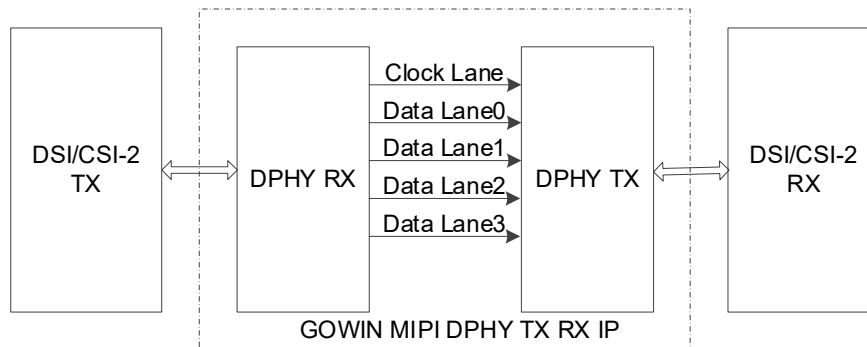 DSI/CSI-2
TX
DPHY RX
Clock Lane
Data Lane0
Data Lane1
Data Lane2
Data Lane3
DPHY TX
DSI/CSI-2
RX
GOWIN MIPI DPHY TX RX IP